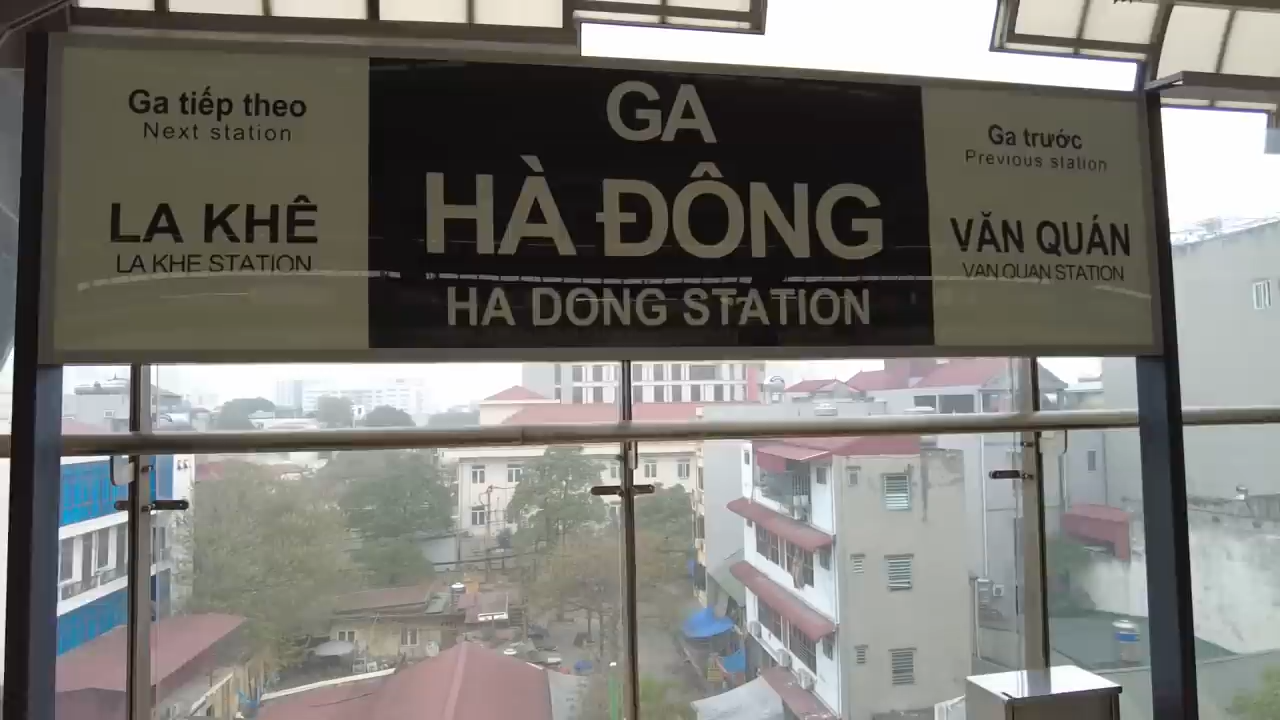 Ga tiếp theo
Next station
LA KHÊ
LA KHE STATION
GA
HÀ ĐÔNG
HA DONG STATION
Ga trước
Previous station
VĂN QUÁN
VAN QUAN STATION